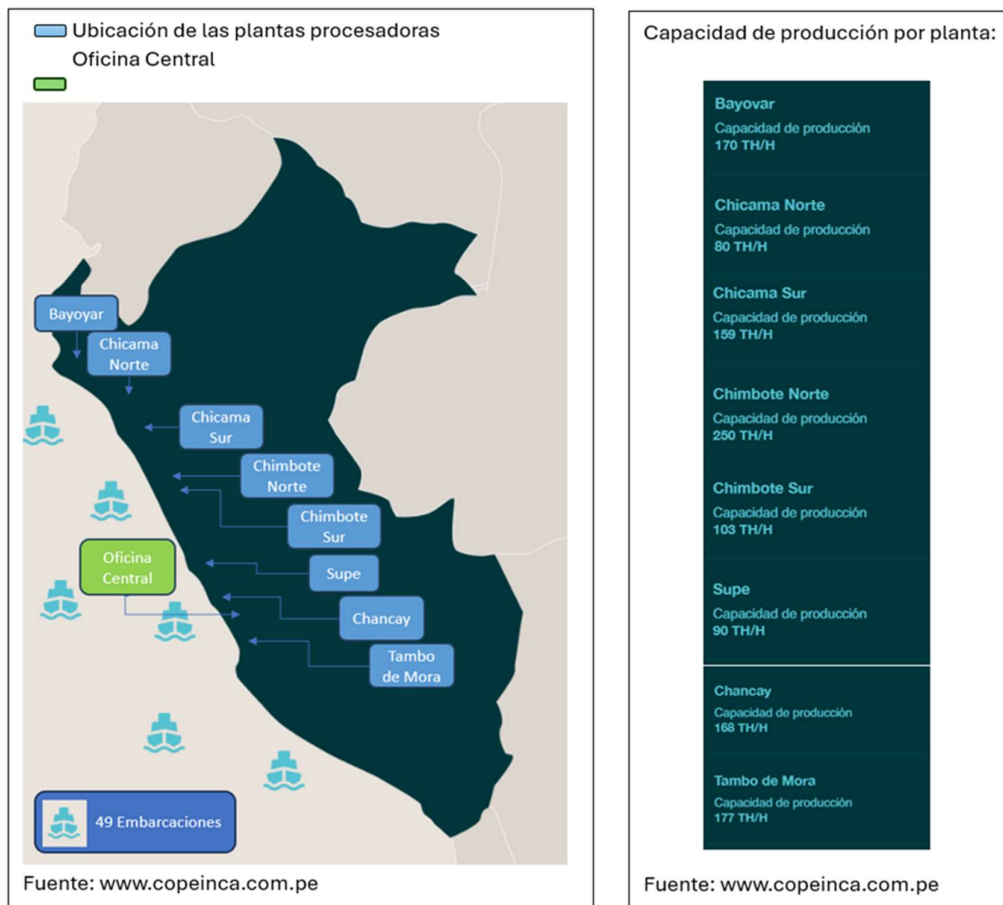 Ubicación de las plantas procesadoras
Oficina Central
Bayoyar
Chicama
Norte
Chicama
Sur
Chimbote
Norte
Chimbote
Sur
Oficina
Central
Supe
Chancay
Tambo
de Mora
49 Embarcaciones
Fuente: www.copeinca.com.pe
Capacidad de producción por planta:
Bayovar
Capacidad de producción
170 TH/H
Chicama Norte
Capacidad de producción
80 TH/H
Chicama Sur
Capacidad de producción
159 TH/H
Chimbote Norte
Capacidad de producción
250 TH/H
Chimbote Sur
Capacidad de producción
103 TH/H
Supe
Capacidad de producción
90 TH/H
Chancay
Capacidad de producción
168 TH/H
Tambo de Mora
Capacidad de producción
177 TH/H
Fuente: www.copeinca.com.pe